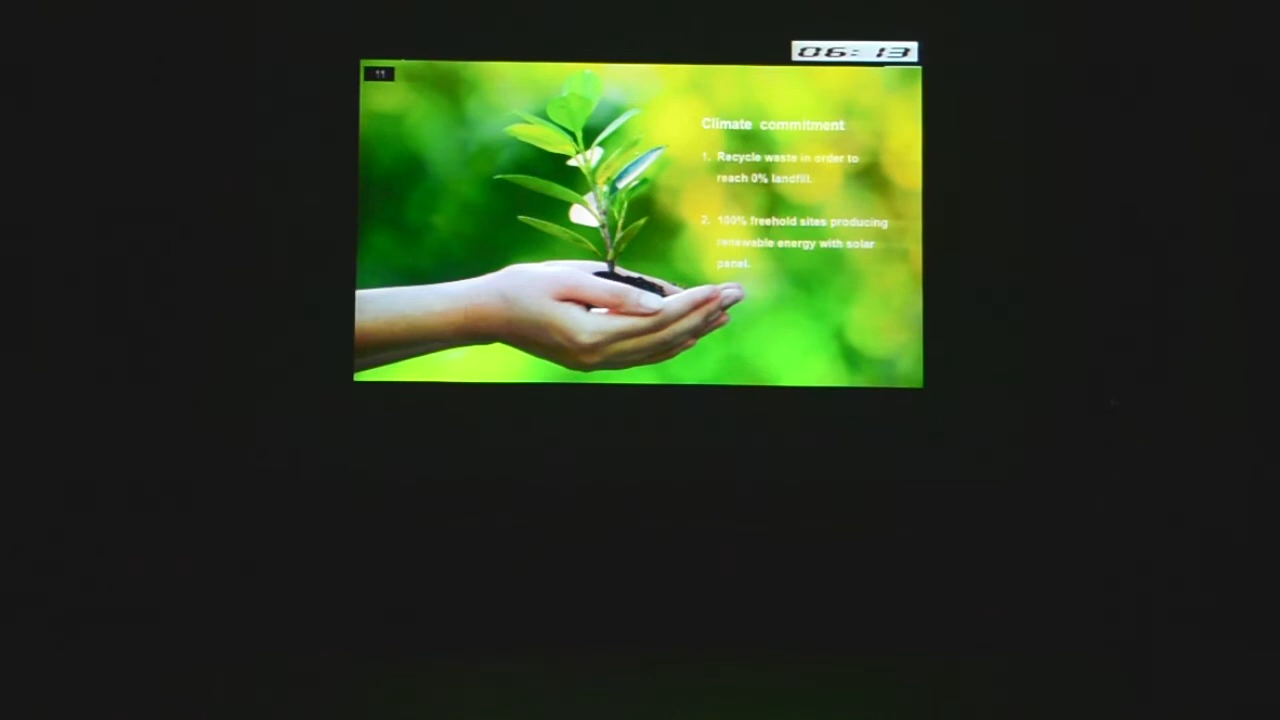 06:13
11
Climate commitment
1. Recycle waste in order to
reach 0% landfill.
2. 100% freehold sites producing
renewable energy with solar
panel.